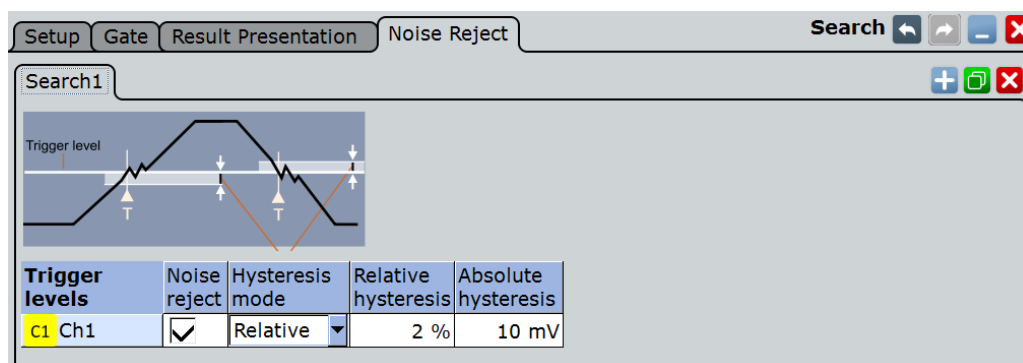 Setup Gate Result Presentation Noise Reject Search
Search1
Trigger level
T T
Trigger levels Noise reject Hysteresis mode Relative hysteresis Absolute hysteresis
C1 Ch1 Relative 2 % 10 mV